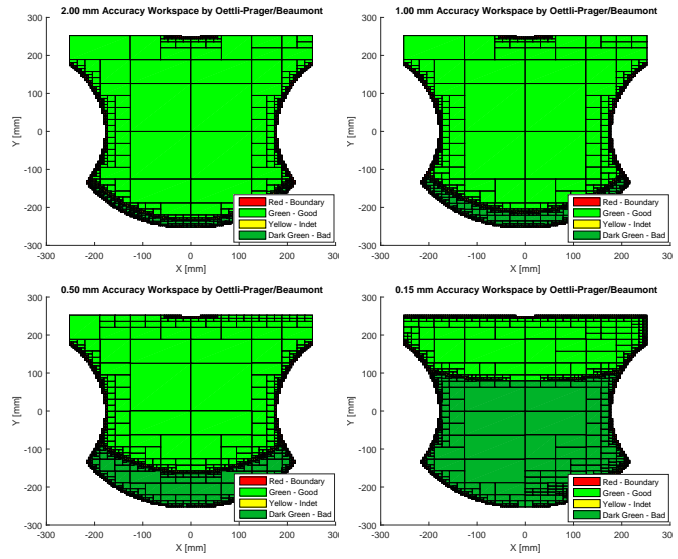 2.00 mm Accuracy Workspace by Oettli-Prager/Beaumont
300
200
100
0
-100
-200
-300
Y [mm]
-300 -200 -100 0 100 200 30
X [mm]
Red - Boundary
Green - Good
Yellow - Indet
Dark Green - Bad
1.00 mm Accuracy Workspace by Oettli-Prager/Beaumont
300
200
100
0
-100
-200
-300
Y [mm]
-300 -200 -100 0 100 200 300
X [mm]
Red - Boundary
Green - Good
Yellow - Indet
Dark Green - Bad
0.50 mm Accuracy Workspace by Oettli-Prager/Beaumont
300
200
100
0
-100
-200
-300
Y [mm]
-300 -200 -100 0 100 200 30
X [mm]
Red - Boundary
Green - Good
Yellow - Indet
Dark Green - Bad
0.15 mm Accuracy Workspace by Oettli-Prager/Beaumont
300
200
100
0
-100
-200
-300
Y [mm]
-300 -200 -100 0 100 200 300
X [mm]
Red - Boundary
Green - Good
Yellow - Indet
Dark Green - Bad